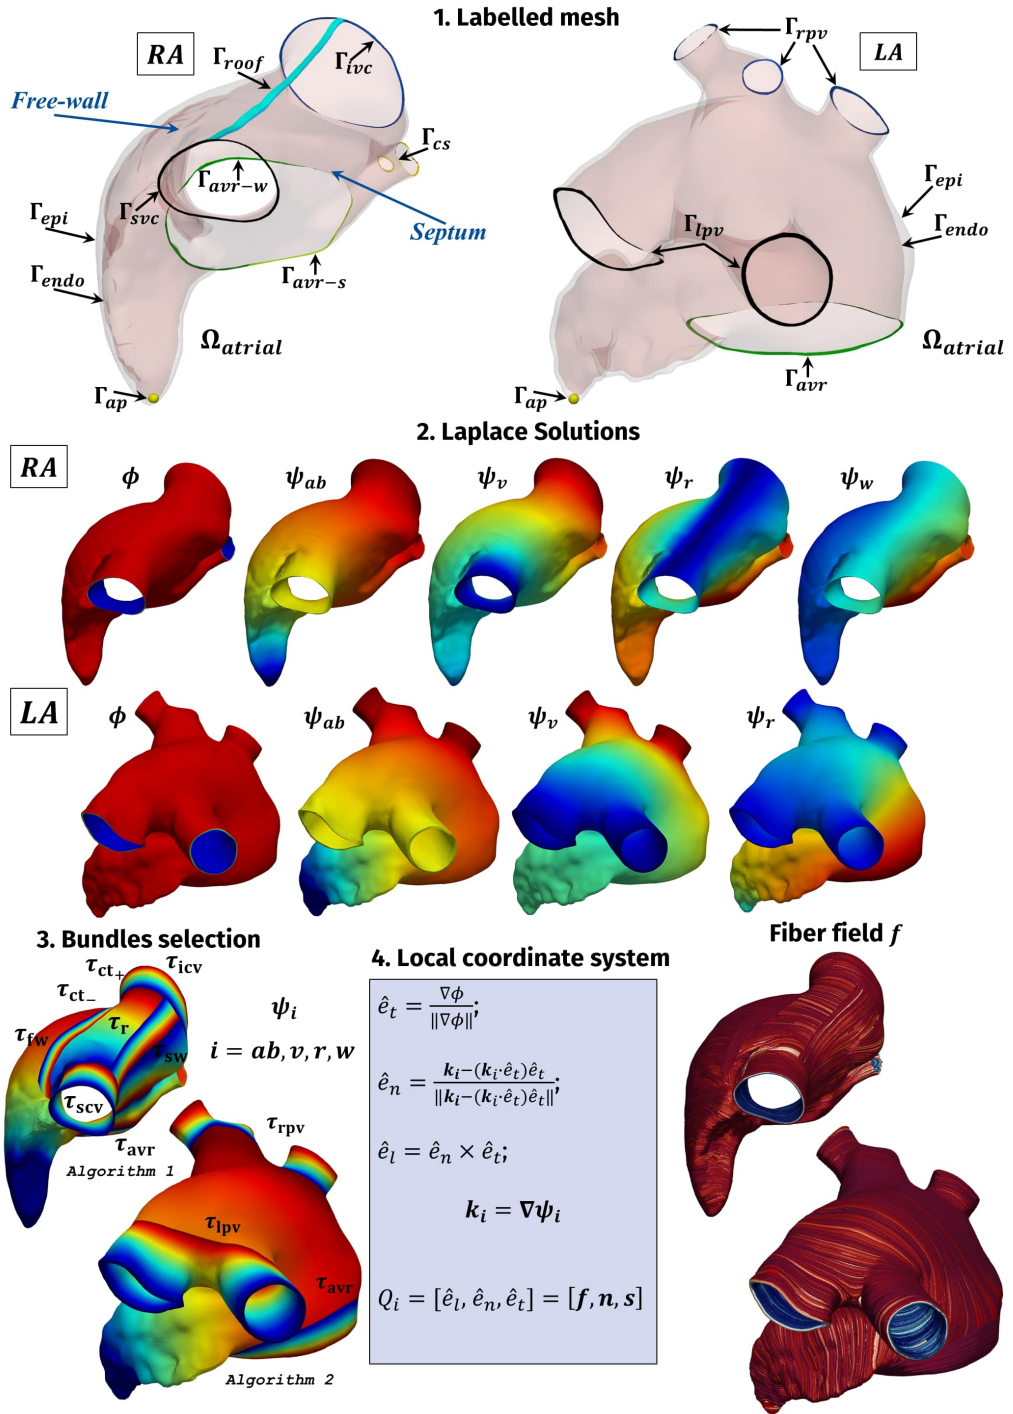 1. Labelled mesh
RA
Γroof
Γivc
Free-wall
Γcs
Γavr−w
Γsvc
Γepi
Septum
Γendo
Γavr−s
Ωatrial
Γap
Γrpv
LA
Γepi
Γlpv
Γendo
Ωatrial
Γavr
Γap
2. Laplace Solutions
RA
ϕ
ψab
ψv
ψr
ψw
LA
ϕ
ψab
ψv
ψr
3. Bundles selection
τct+
τicv
τct−
τr
τfw
τsw
τscv
τavr
Algorithm 1
ψi
i = ab, v, r, w
τrpv
τlpv
τavr
Algorithm 2
4. Local coordinate system
êt = ∇ϕ / ‖∇ϕ‖;
ên = ki−(ki·êt)êt / ‖ki−(ki·êt)êt‖;
êl = ên × êt;
ki = ∇ψi
Qi = [êl, ên, êt] = [f, n, s]
Fiber field f